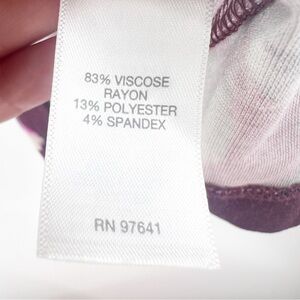 83% VISCOSE
RAYON
13% POLYESTER
4% SPANDEX
RN 97641